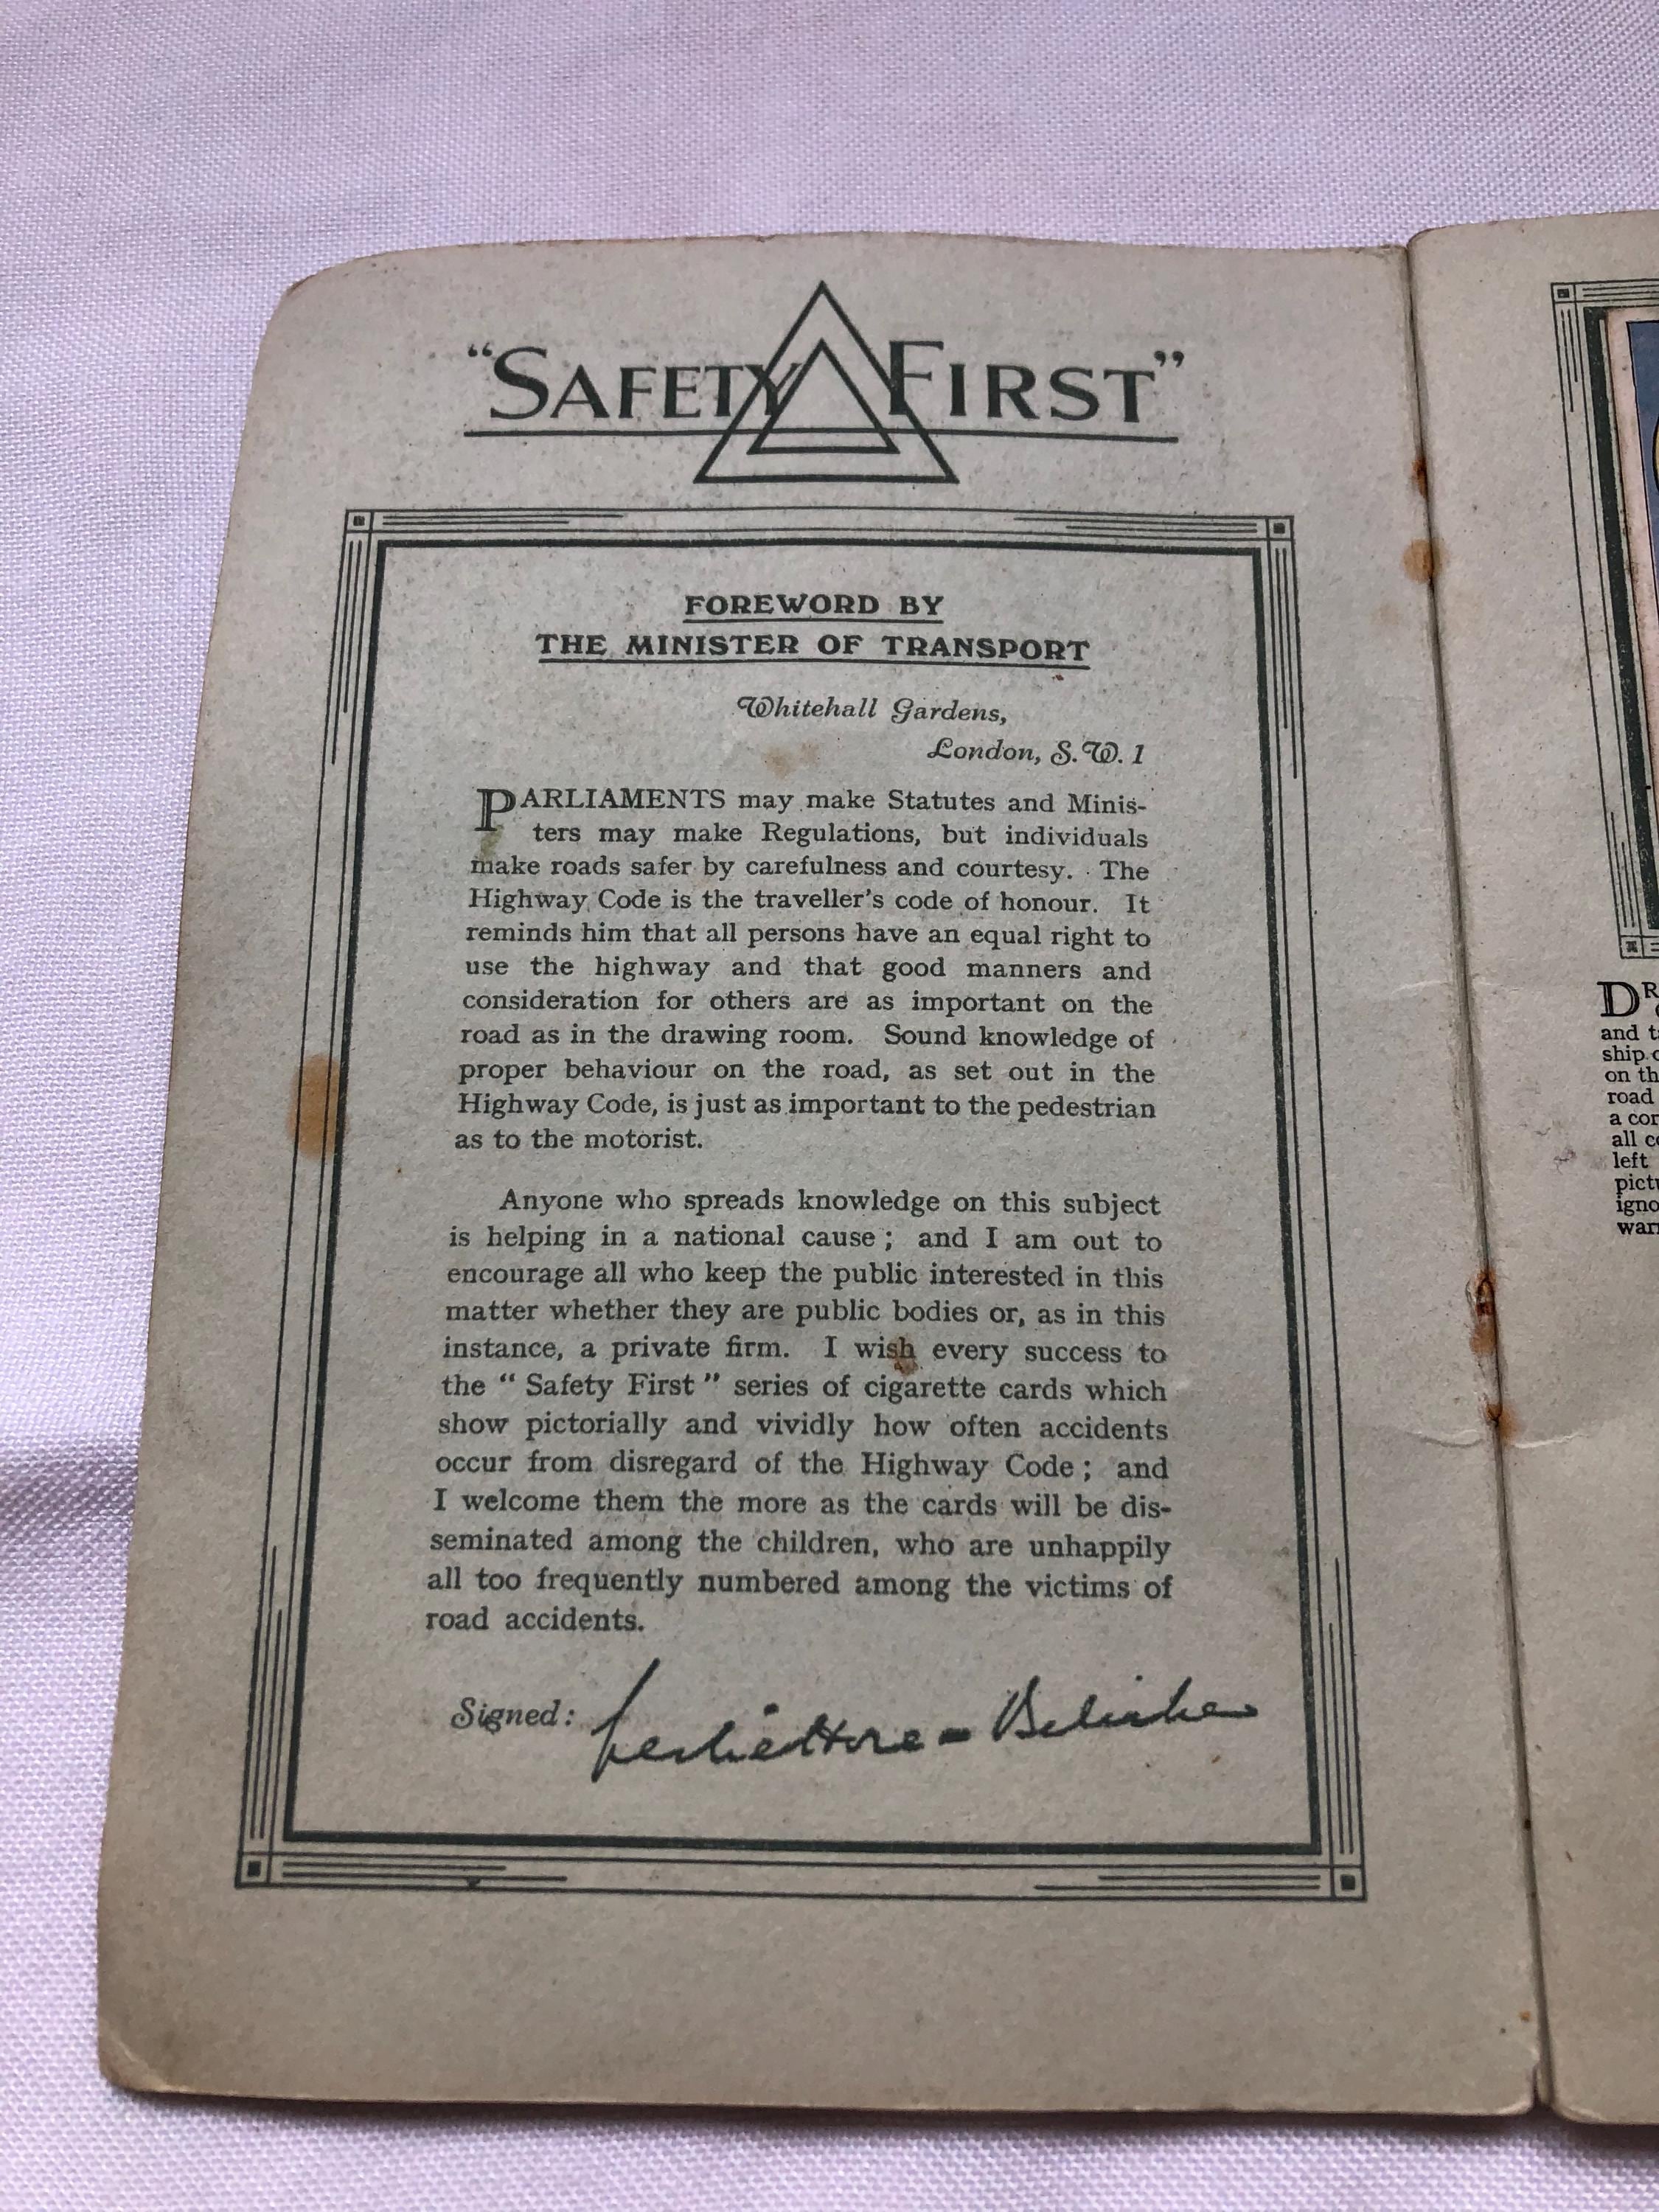 “SAFETY FIRST”
FOREWORD BY
THE MINISTER OF TRANSPORT
Whitehall Gardens,
London, S.W. 1
PARLIAMENTS may make Statutes and Minis-
ters may make Regulations, but individuals
make roads safer by carefulness and courtesy. The
Highway Code is the traveller’s code of honour. It
reminds him that all persons have an equal right to
use the highway and that good manners and
consideration for others are as important on the
road as in the drawing room. Sound knowledge of
proper behaviour on the road, as set out in the
Highway Code, is just as important to the pedestrian
as to the motorist.
Anyone who spreads knowledge on this subject
is helping in a national cause ; and I am out to
encourage all who keep the public interested in this
matter whether they are public bodies or, as in this
instance, a private firm. I wish every success to
the “ Safety First ” series of cigarette cards which
show pictorially and vividly how often accidents
occur from disregard of the Highway Code ; and
I welcome them the more as the cards will be dis-
seminated among the children, who are unhappily
all too frequently numbered among the victims of
road accidents.
Signed: Leslie Hore-Belisha
and
ship
on
road
a
all
left